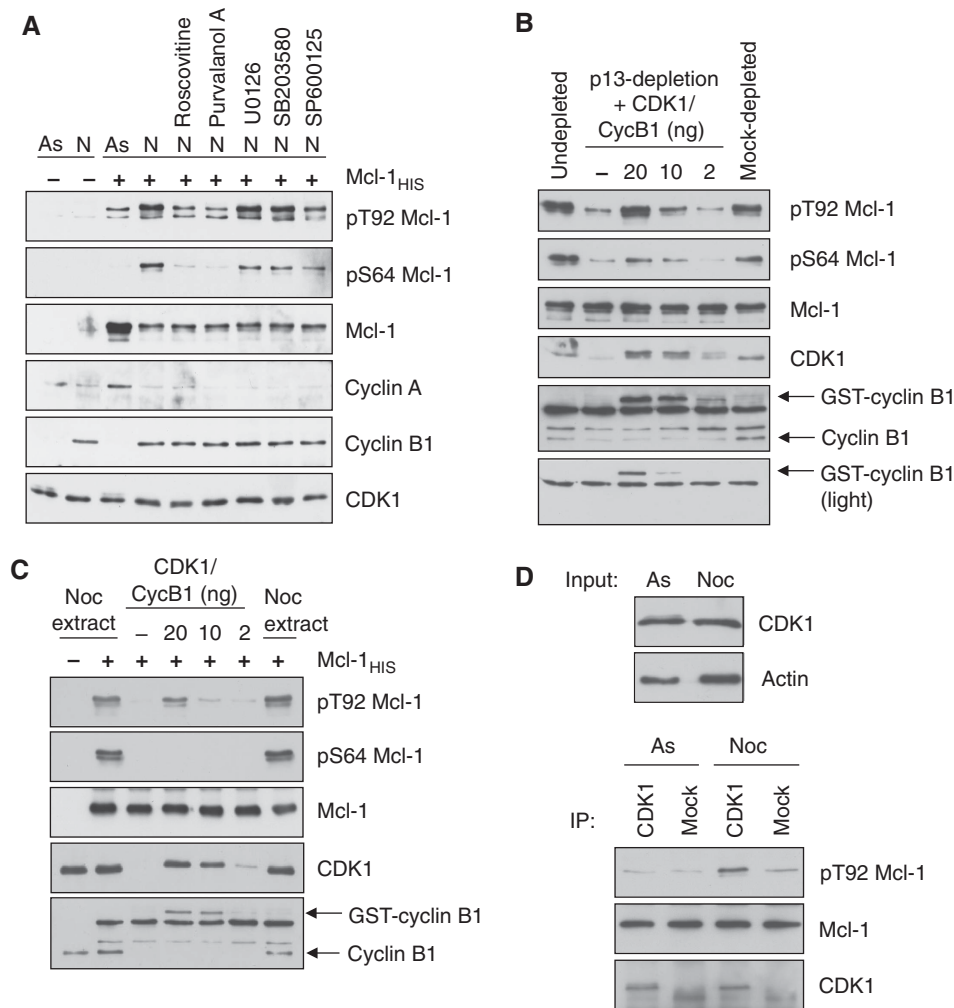 A
Roscovitine
Purvalanol A
U0126
SB203580
SP600125
As N As N N N N N N
– – + + + + + + + Mcl-1HIS
pT92 Mcl-1
pS64 Mcl-1
Mcl-1
Cyclin A
Cyclin B1
CDK1
B
Undepleted
p13-depletion
+ CDK1/
CycB1 (ng)
– 20 10 2
Mock-depleted
pT92 Mcl-1
pS64 Mcl-1
Mcl-1
CDK1
GST-cyclin B1
Cyclin B1
GST-cyclin B1
(light)
C
Noc
extract
CDK1/
CycB1 (ng)
– 20 10 2
Noc
extract
– + + + + + + Mcl-1HIS
pT92 Mcl-1
pS64 Mcl-1
Mcl-1
CDK1
GST-cyclin B1
Cyclin B1
D
Input: As Noc
CDK1
Actin
As Noc
IP: CDK1 Mock CDK1 Mock
pT92 Mcl-1
Mcl-1
CDK1